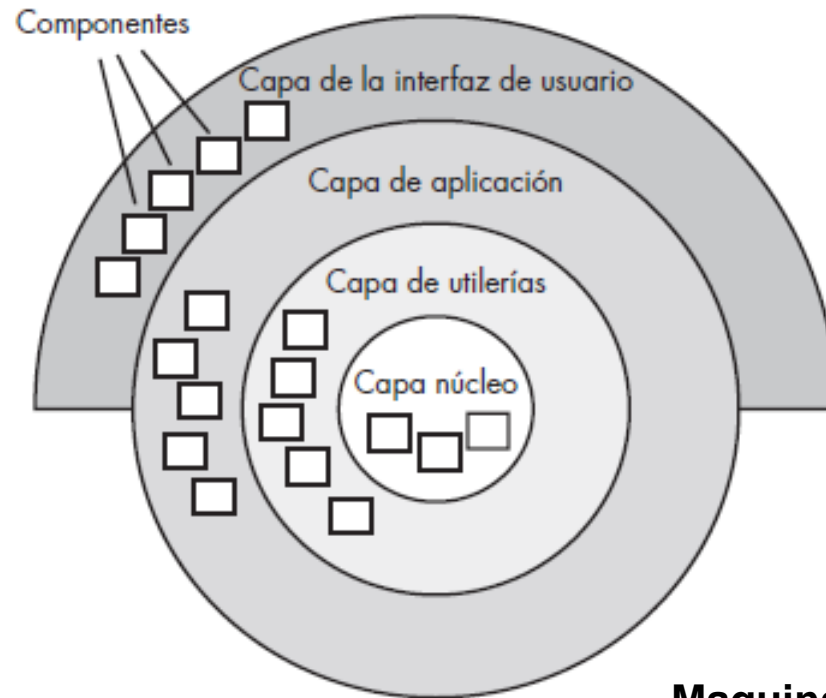 Componentes
Capa de la interfaz de usuario
Capa de aplicación
Capa de utilerías
Capa núcleo